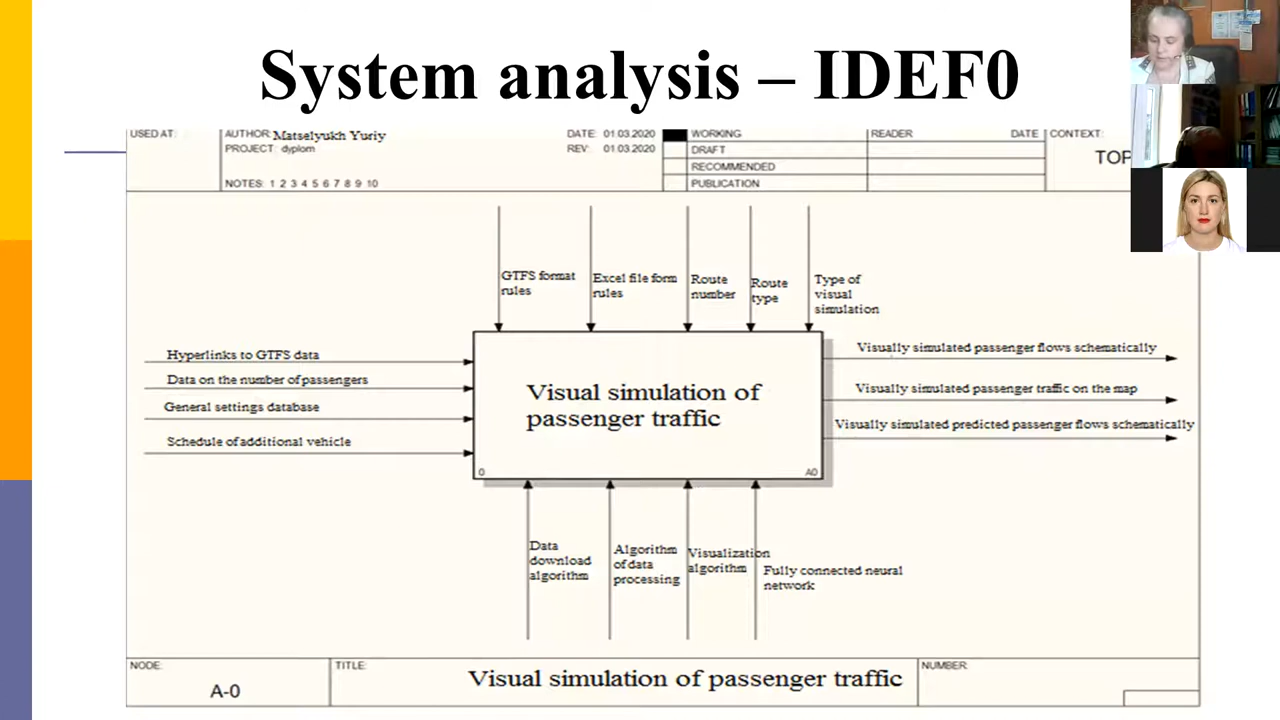 System analysis – IDEF0
USED AT:
AUTHOR: Matselyukh Yuriy
DATE: 01.03.2020
WORKING
READER
DATE
CONTEXT:
PROJECT: dyplom
REV: 01.03.2020
DRAFT
TOP
RECOMMENDED
NOTES: 1 2 3 4 5 6 7 8 9 10
PUBLICATION
GTFS format
rules
Excel file form
rules
Route
number
Route
type
Type of
visual
simulation
Hyperlinks to GTFS data
Data on the number of passengers
General settings database
Schedule of additional vehicle
Visual simulation of
passenger traffic
0
A0
Visually simulated passenger flows schematically
Visually simulated passenger traffic on the map
Visually simulated predicted passenger flows schematically
Data
download
algorithm
Algorithm
of data
processing
Visualization
algorithm
Fully connected neural
network
NODE:
A-0
TITLE:
Visual simulation of passenger traffic
NUMBER: